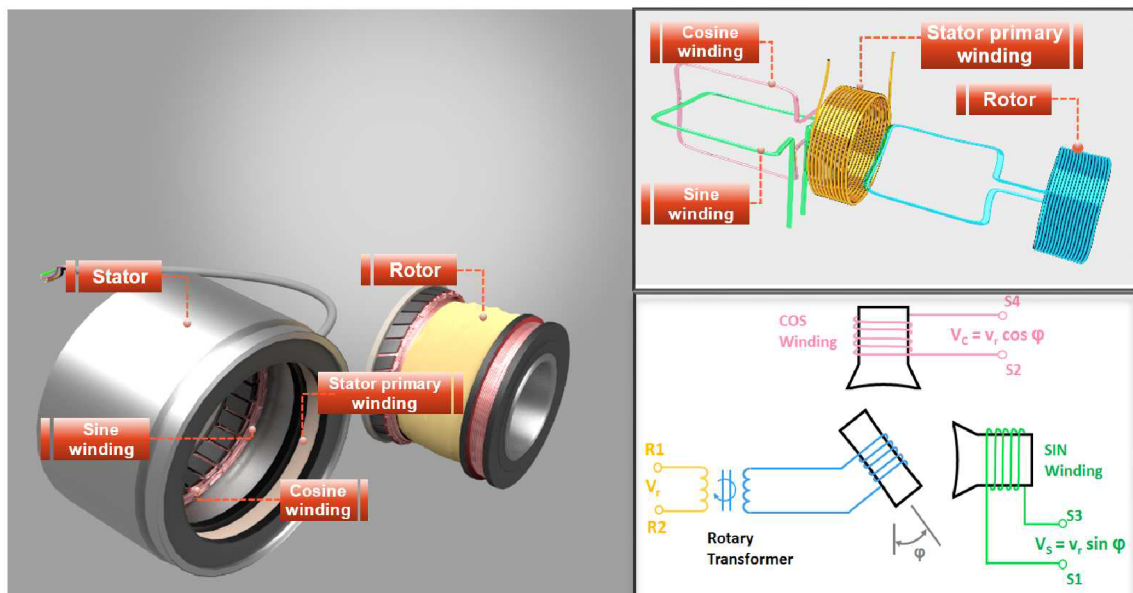 Stator
Rotor
Stator primary
winding
Sine
winding
Cosine
winding
Cosine
winding
Stator primary
winding
Rotor
Sine
winding
COS
Winding
S4
V_C = v_r cos φ
S2
R1
V_r
R2
Rotary
Transformer
φ
SIN
Winding
S3
V_S = v_r sin φ
S1